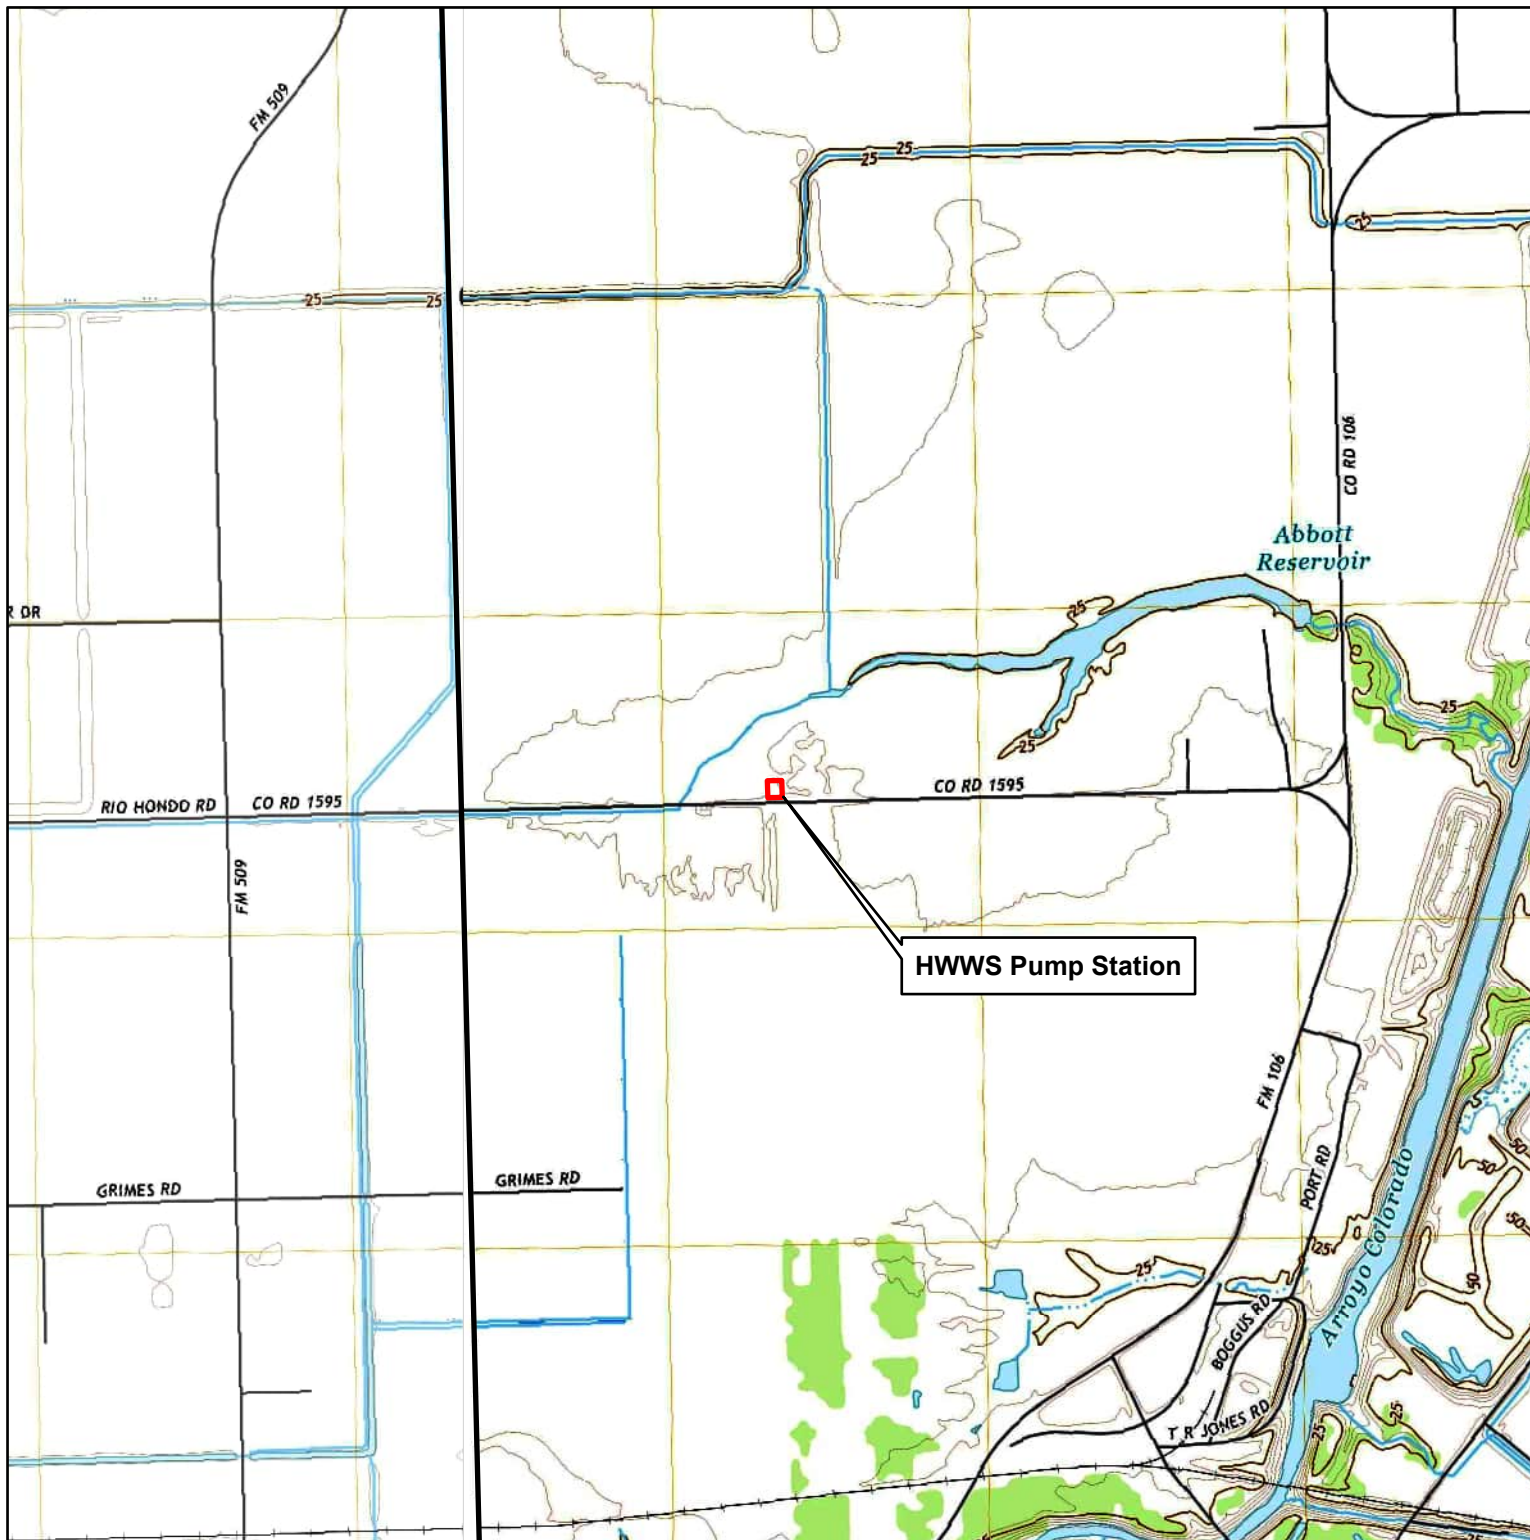 FM 509
25
25
25
25
25
CO RD 106
Abbott
Reservoir
25
R DR
25
25
CO RD 1595
RIO HONDO RD
CO RD 1595
FM 509
HWWS Pump Station
FM 106
PORT RD
50
50
50
50
GRIMES RD
GRIMES RD
Arroyo Colorado
25
25
BOGGUS RD
T R JONES RD
25
25
25